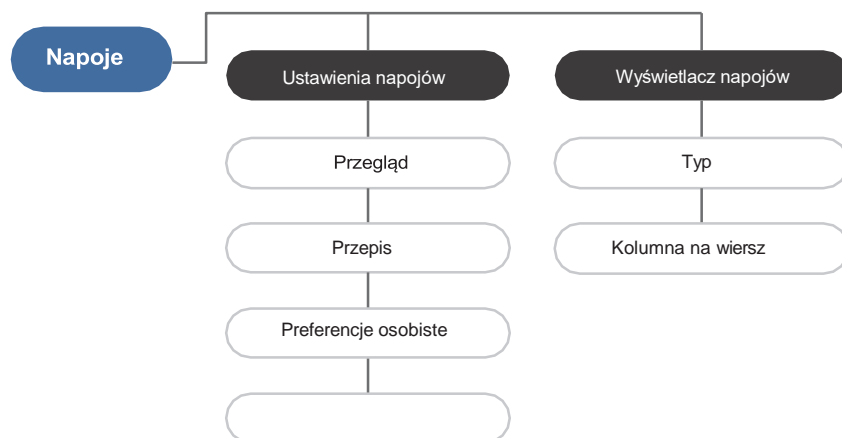 Napoje
Ustawienia napojów
Wyświetlacz napojów
Przegląd
Typ
Przepis
Kolumna na wiersz
Preferencje osobiste